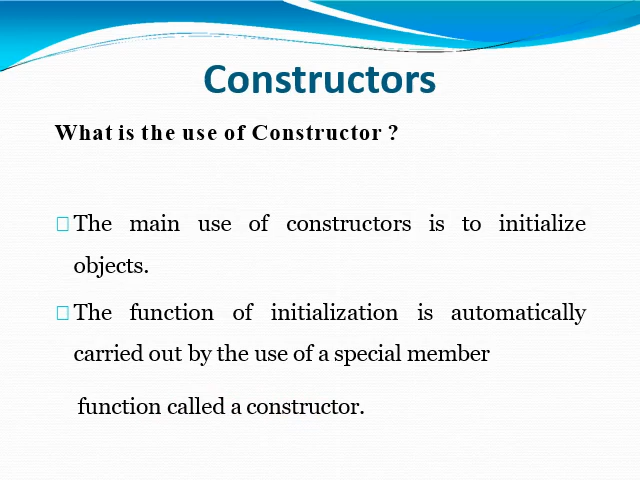 Constructors
What is the use of Constructor ?
The main use of constructors is to initialize
objects.
The function of initialization is automatically
carried out by the use of a special member
function called a constructor.